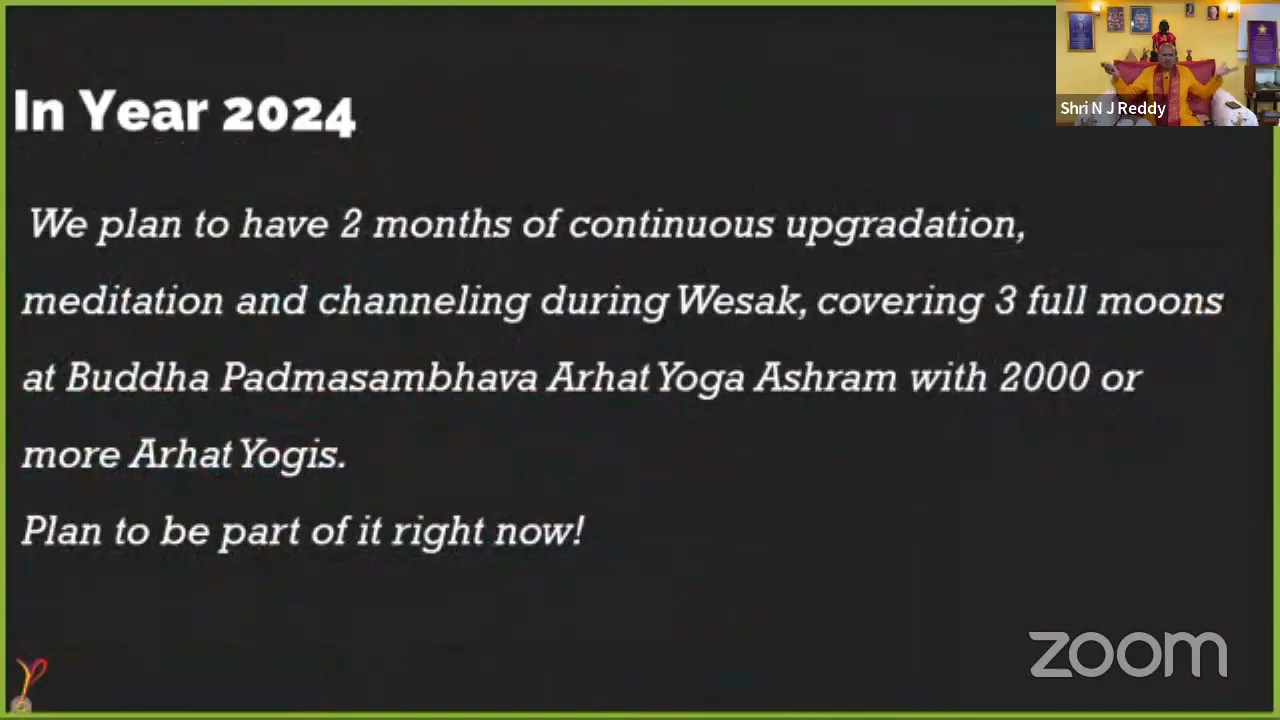 Shri N J Reddy
In Year 2024
We plan to have 2 months of continuous upgradation,
meditation and channeling during Wesak, covering 3 full moons
at Buddha Padmasambhava Arhat Yoga Ashram with 2000 or
more Arhat Yogis.
Plan to be part of it right now!
zoom